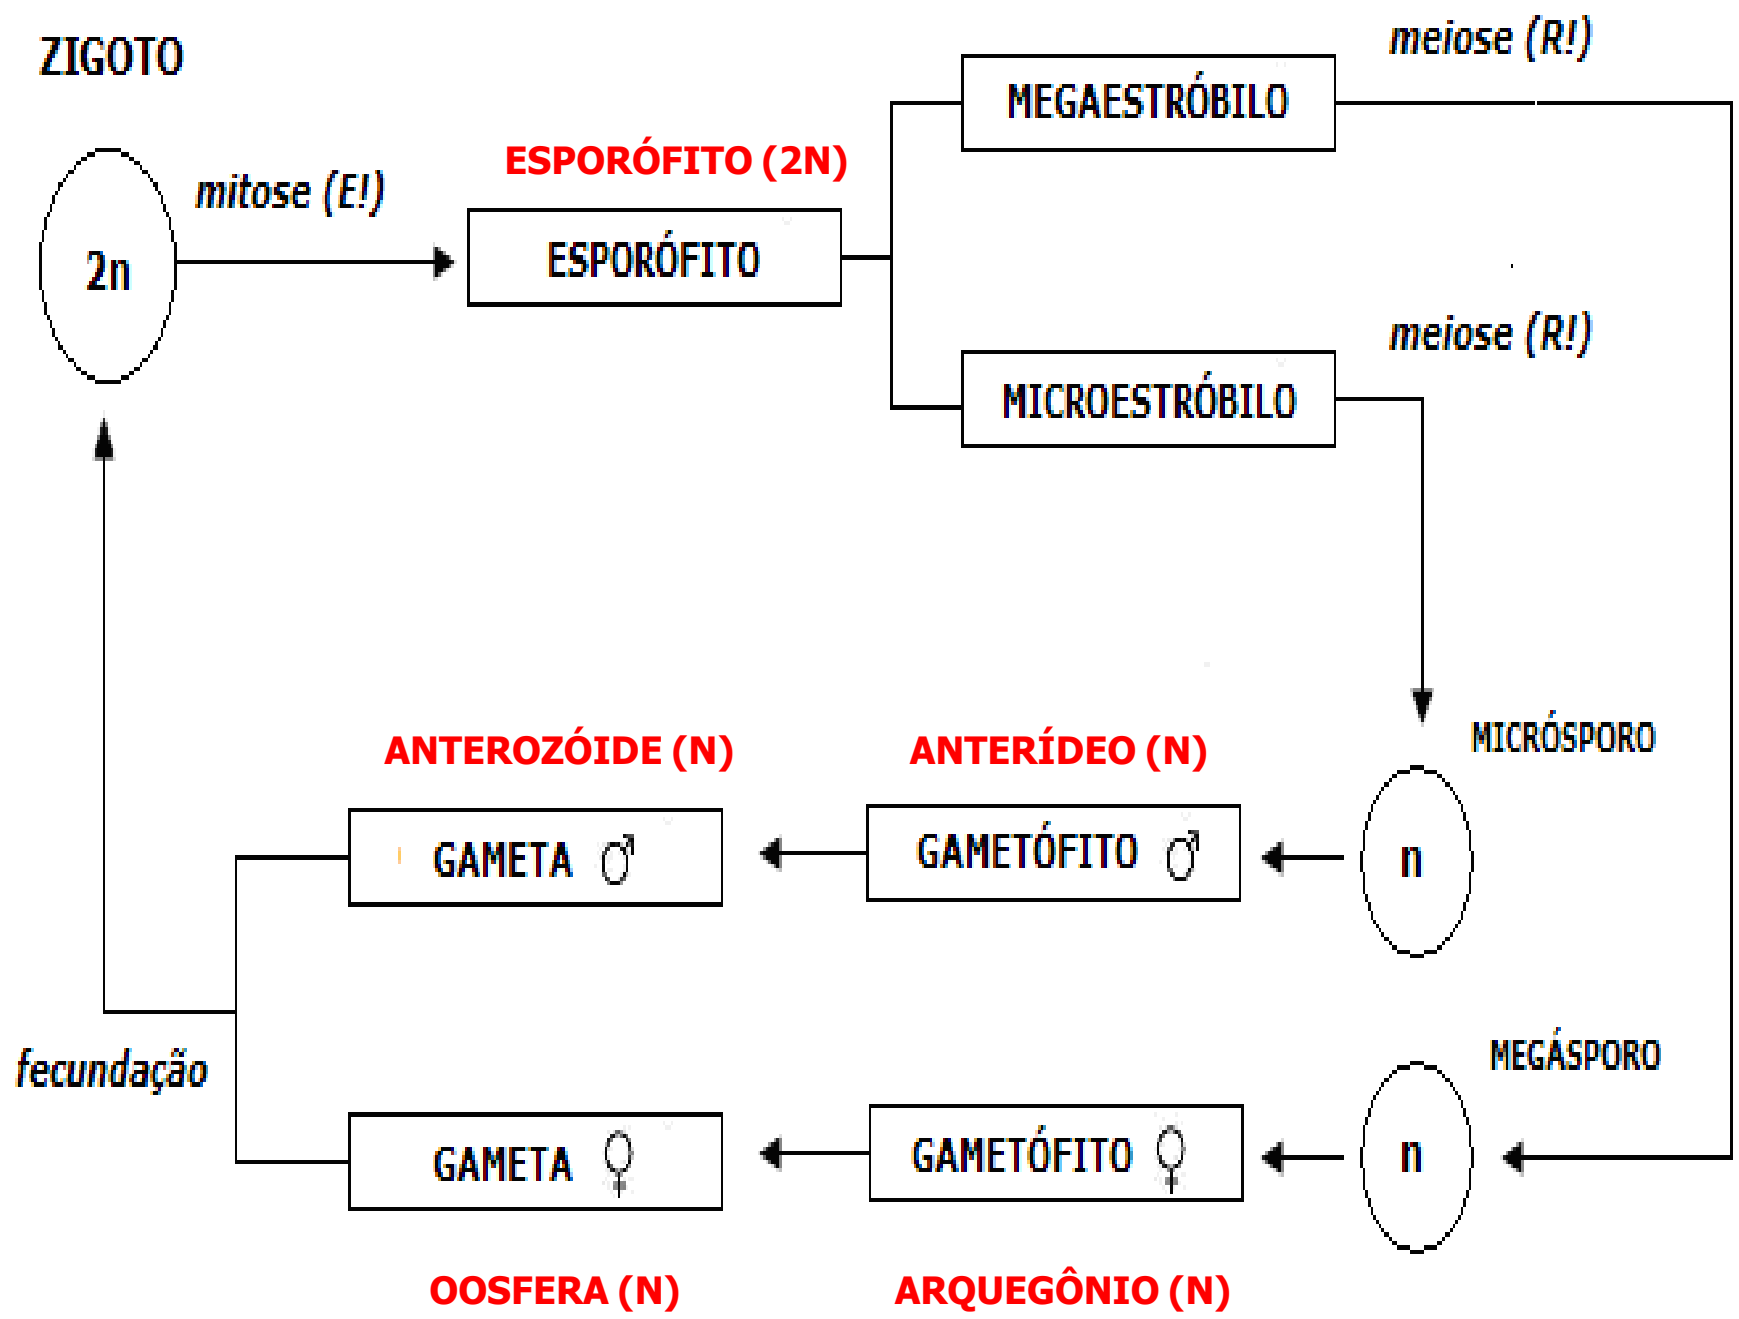 ZIGOTO
meiose (R!)
MEGAESTRÓBILO
ESPORÓFITO (2N)
mitose (E!)
2n
ESPORÓFITO
meiose (R!)
MICROESTRÓBILO
MICRÓSPORO
ANTEROZÓIDE (N)
ANTERÍDEO (N)
GAMETA ♂
GAMETÓFITO ♂
n
fecundação
MEGÁSPORO
GAMETA ♀
GAMETÓFITO ♀
n
OOSFERA (N)
ARQUEGÔNIO (N)